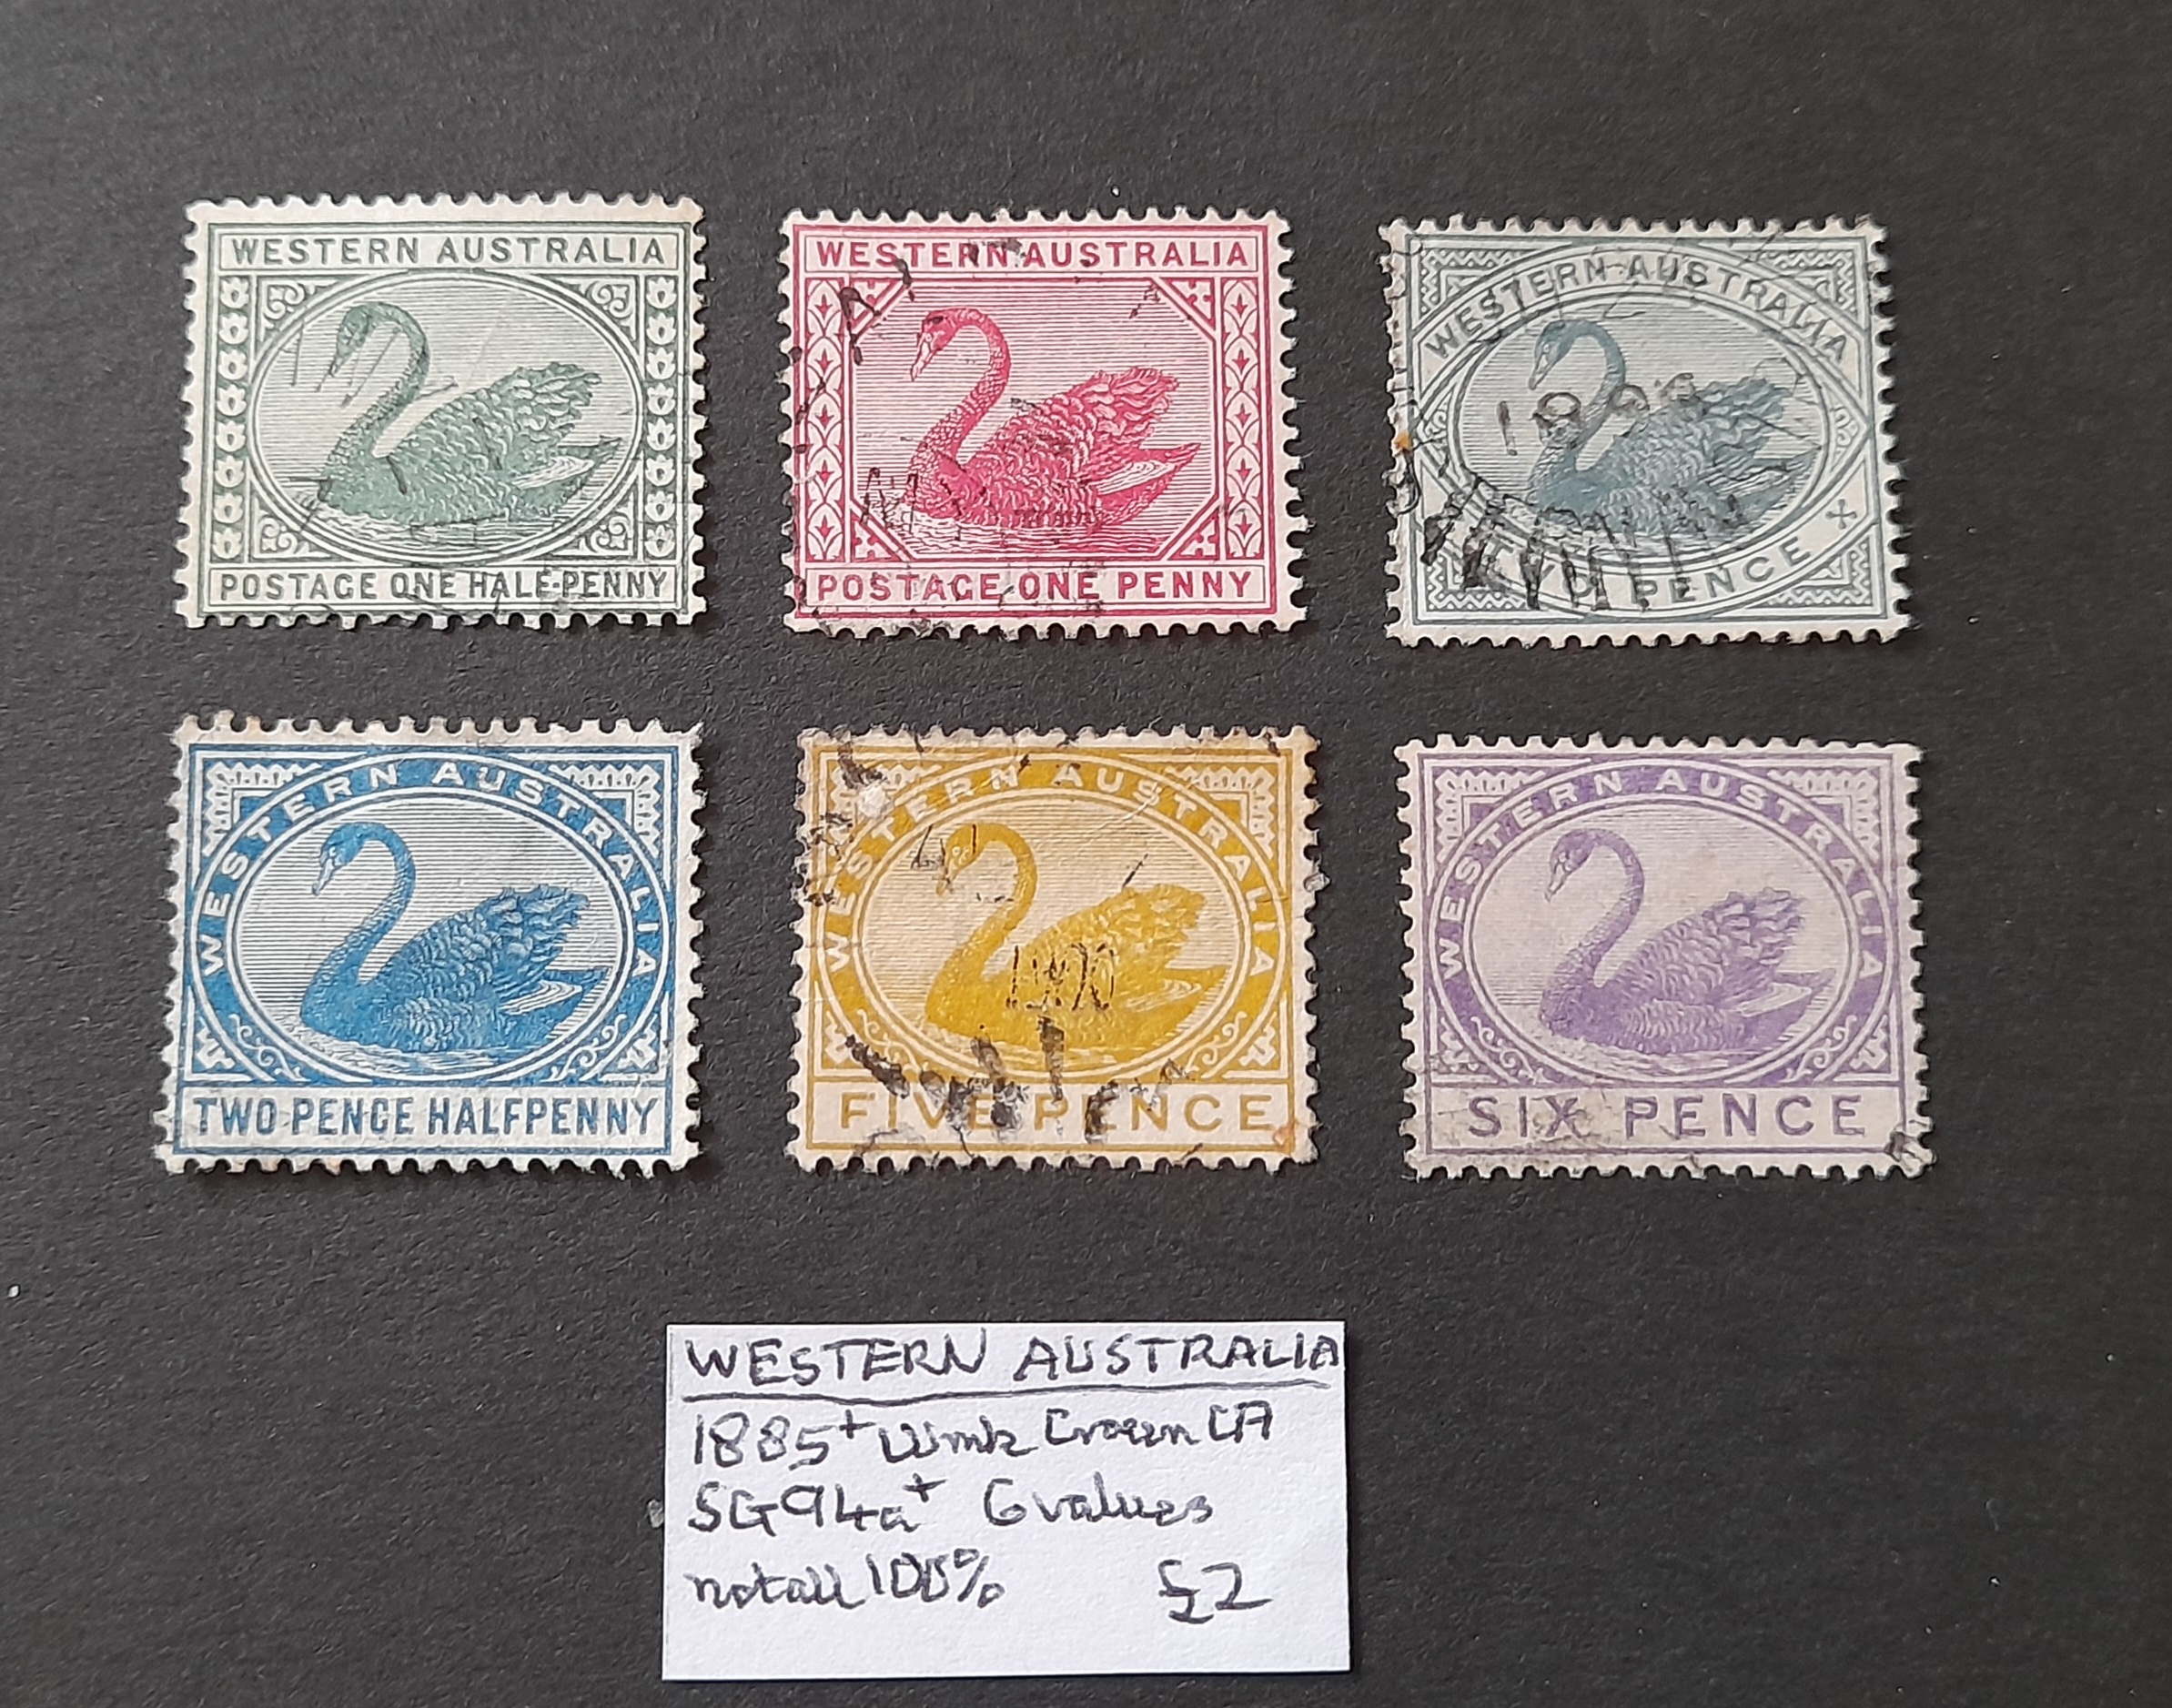 WESTERN AUSTRALIA
POSTAGE ONE HALF-PENNY
WESTERN AUSTRALIA
POSTAGE ONE PENNY
WESTERN AUSTRALIA
TWO PENCE
WESTERN AUSTRALIA
TWO PENCE HALFPENNY
WESTERN AUSTRALIA
FIVE PENCE
WESTERN AUSTRALIA
SIX PENCE
WESTERN AUSTRALIA
1885+ Wmk Crown CA
SG94a+ 6 values
not all 100% £2